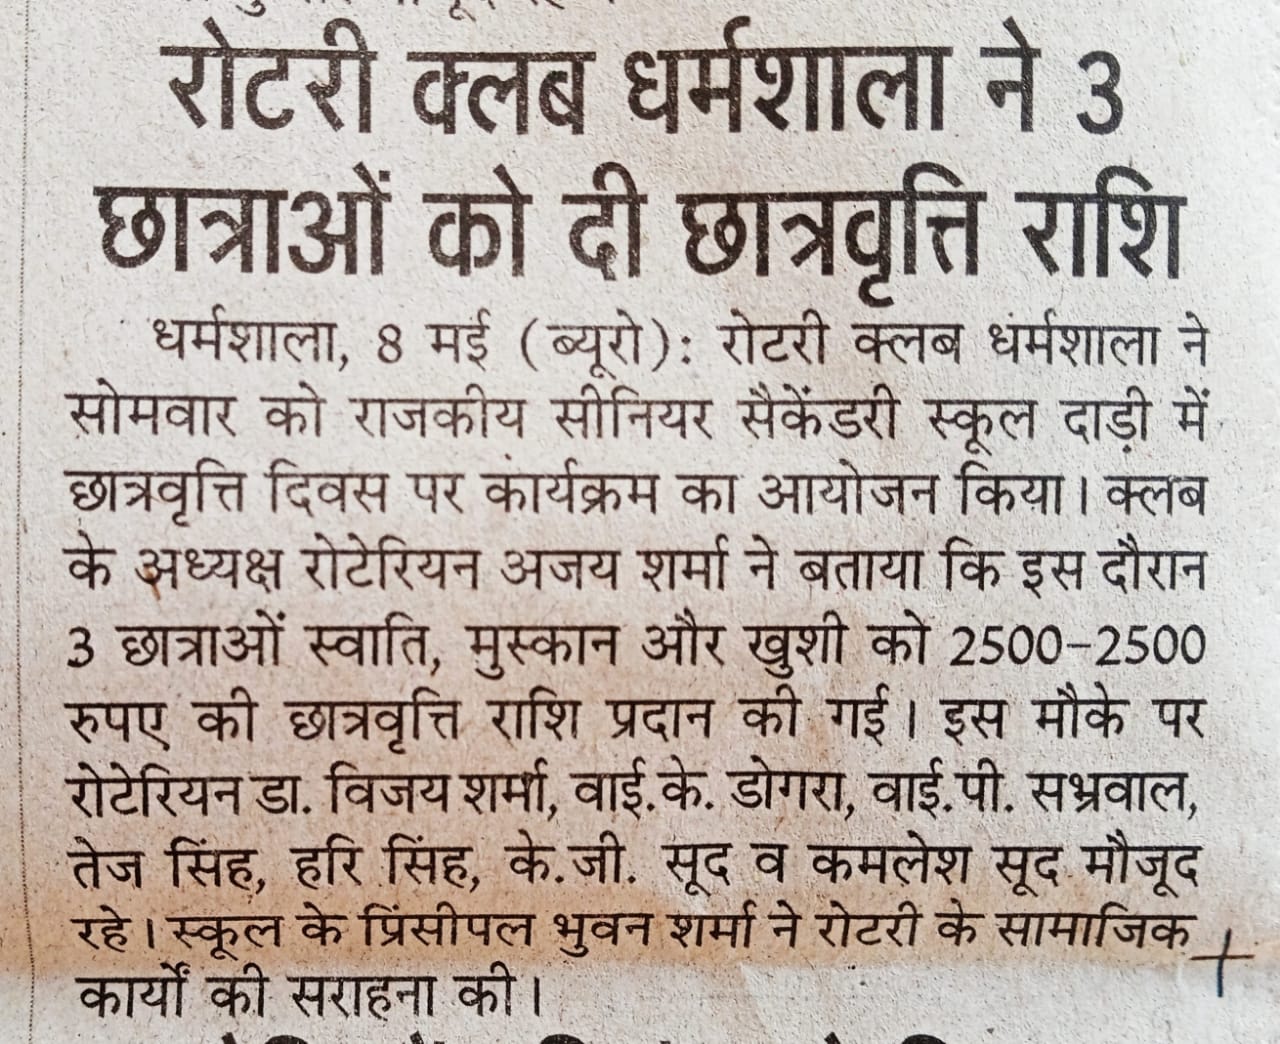 रोटरी क्लब धर्मशाला ने 3
छात्राओं को दी छात्रवृत्ति राशि
धर्मशाला, 8 मई (ब्यूरो): रोटरी क्लब धर्मशाला ने
सोमवार को राजकीय सीनियर सैकेंडरी स्कूल दाड़ी में
छात्रवृत्ति दिवस पर कार्यक्रम का आयोजन किया। क्लब
के अध्यक्ष रोटेरियन अजय शर्मा ने बताया कि इस दौरान
3 छात्राओं स्वाति, मुस्कान और खुशी को 2500-2500
रुपए की छात्रवृत्ति राशि प्रदान की गई। इस मौके पर
रोटेरियन डा. विजय शर्मा, वाई.के. डोगरा, वाई.पी. सभ्रवाल,
तेज सिंह, हरि सिंह, के.जी. सूद व कमलेश सूद मौजूद
रहे। स्कूल के प्रिंसीपल भुवन शर्मा ने रोटरी के सामाजिक
कार्यों की सराहना की।